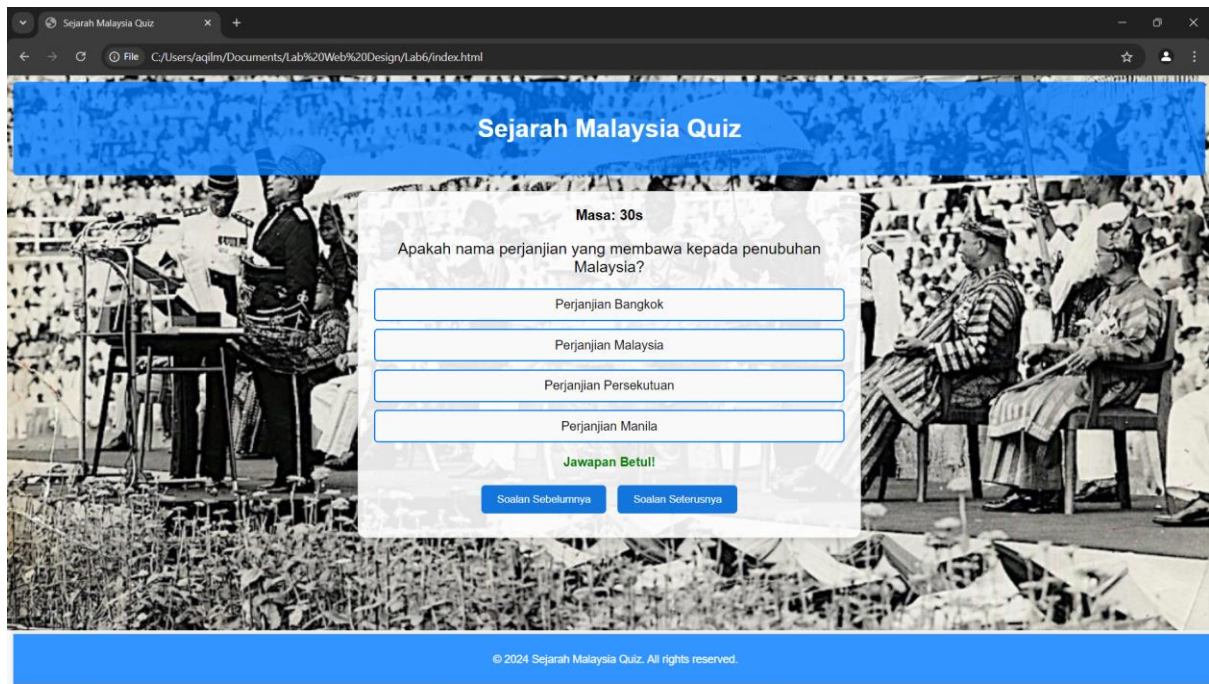 Sejarah Malaysia Quiz
File C:/Users/aqilm/Documents/Lab%20Web%20Design/Lab6/index.html
Sejarah Malaysia Quiz
Masa: 30s
Apakah nama perjanjian yang membawa kepada penubuhan
Malaysia?
Perjanjian Bangkok
Perjanjian Malaysia
Perjanjian Persekutuan
Perjanjian Manila
Jawapan Betul!
Soalan Sebelumnya Soalan Seterusnya
© 2024 Sejarah Malaysia Quiz. All rights reserved.